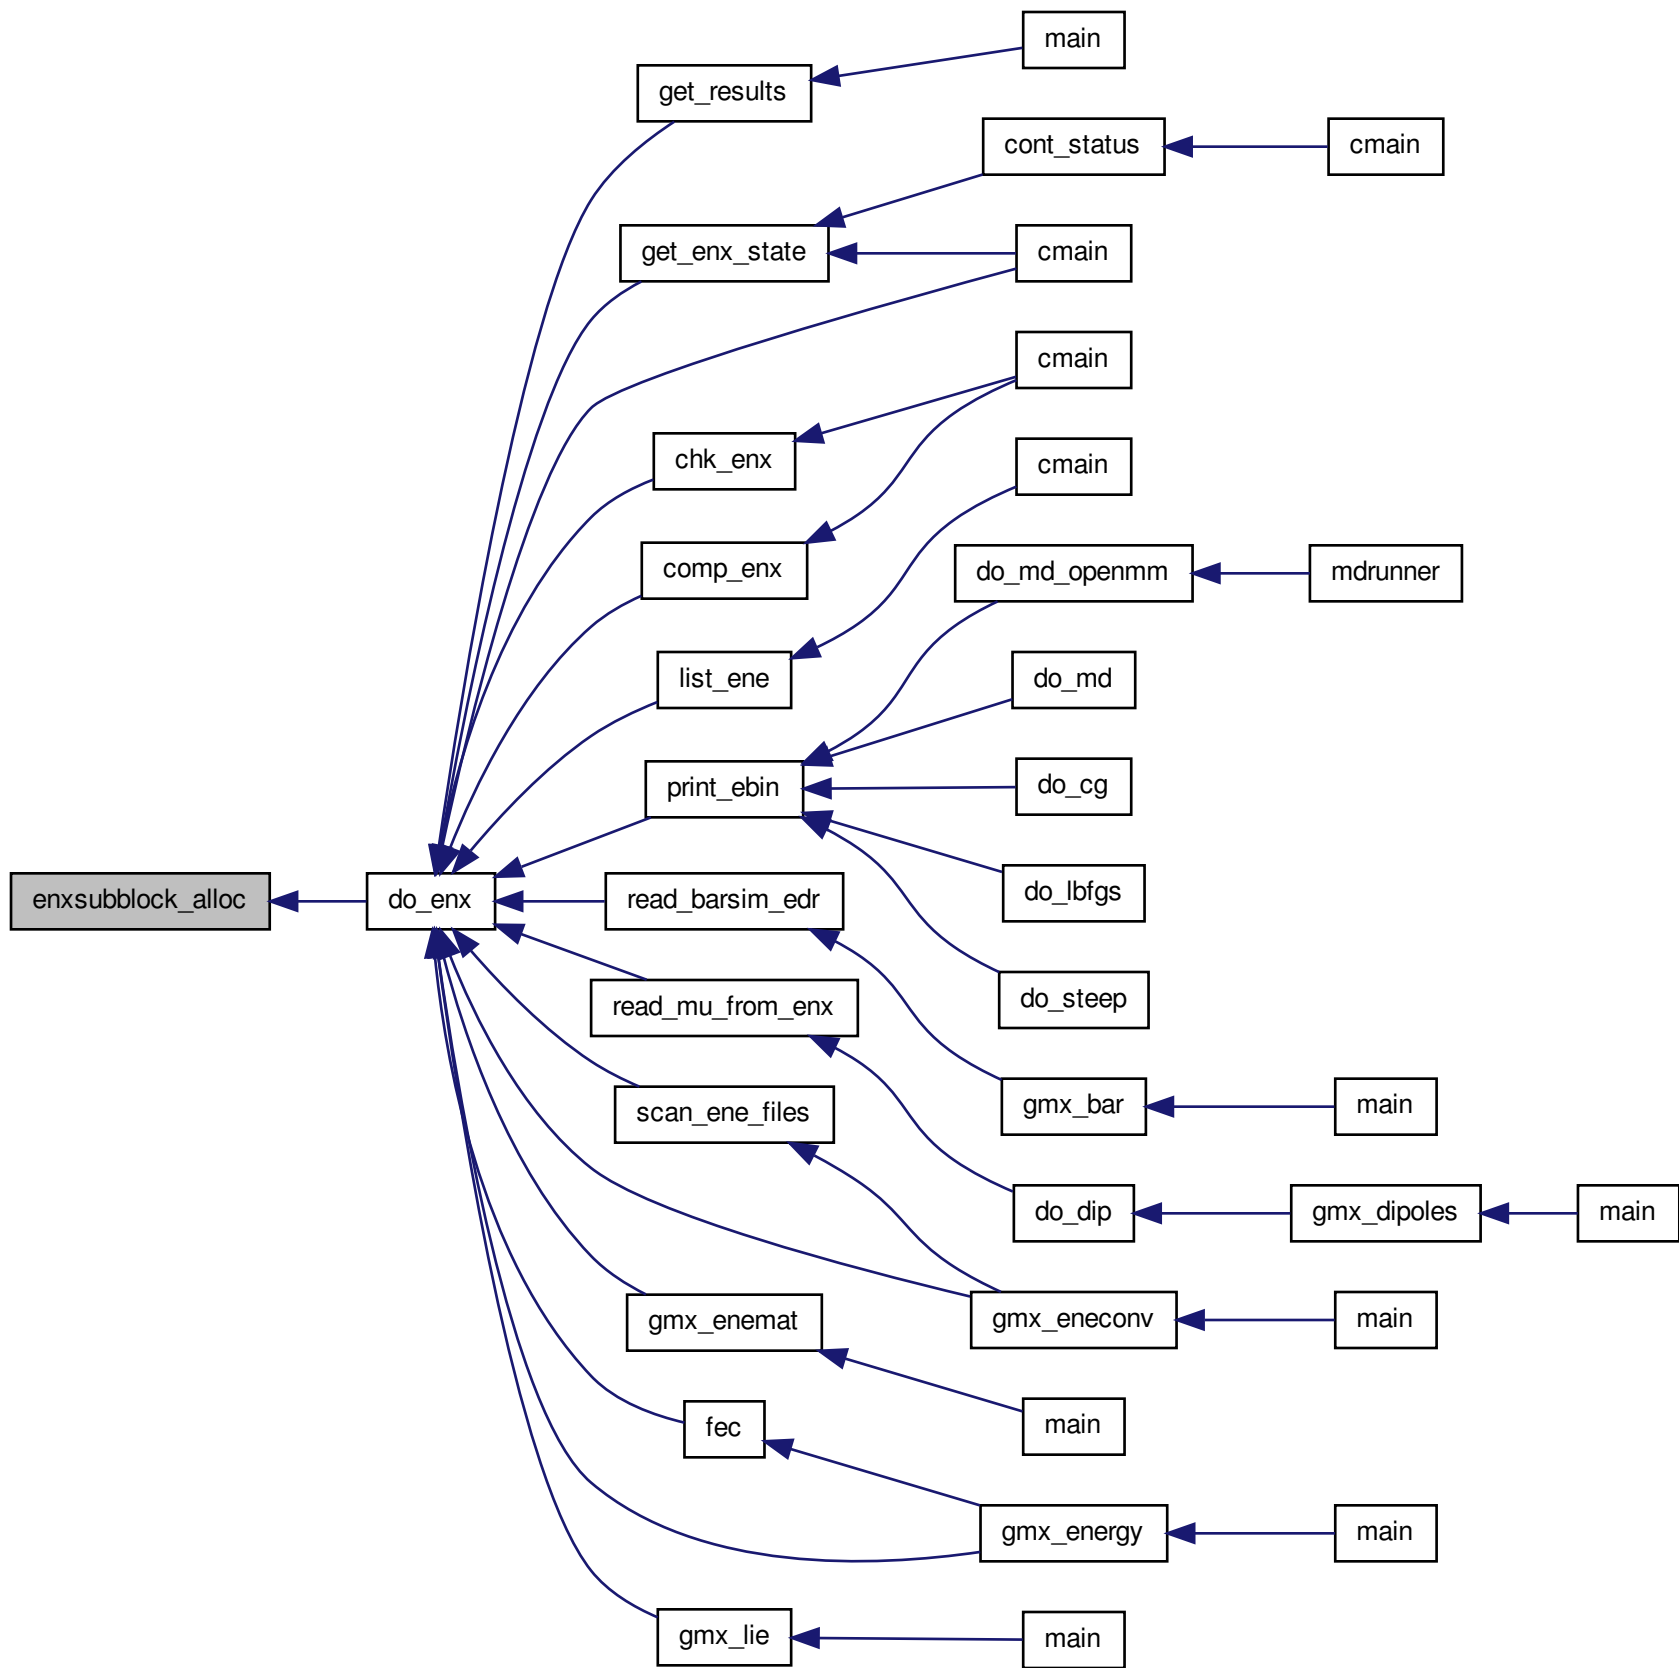 main
get_results
cont_status
cmain
get_enx_state
cmain
cmain
chk_enx
cmain
comp_enx
do_md_openmm
mdrunner
list_ene
do_md
print_ebin
do_cg
enxsubblock_alloc
do_enx
read_barsim_edr
do_lbfgs
read_mu_from_enx
do_steep
scan_ene_files
gmx_bar
main
do_dip
gmx_dipoles
main
gmx_enemat
gmx_eneconv
main
fec
main
gmx_energy
main
gmx_lie
main